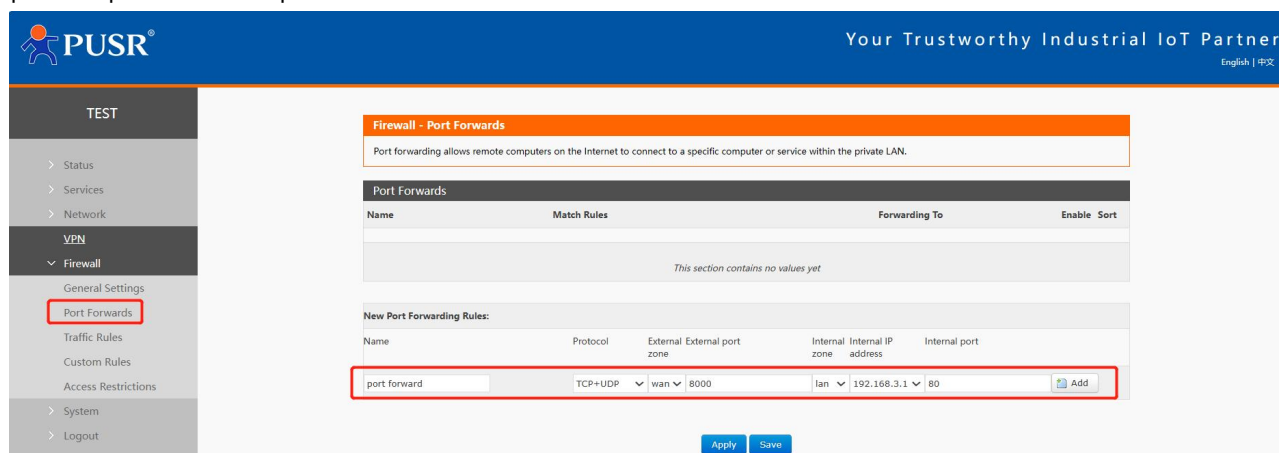 PUSR®
Your Trustworthy Industrial IoT Partner
English | 中文
TEST
Status
Services
Network
VPN
Firewall
General Settings
Port Forwards
Traffic Rules
Custom Rules
Access Restrictions
System
Logout
Firewall - Port Forwards
Port forwarding allows remote computers on the Internet to connect to a specific computer or service within the private LAN.
Port Forwards
Name Match Rules Forwarding To Enable Sort
This section contains no values yet
New Port Forwarding Rules:
Name Protocol External zone External port Internal zone Internal IP address Internal port
port forward TCP+UDP wan 8000 lan 192.168.3.1 80 Add
Apply Save